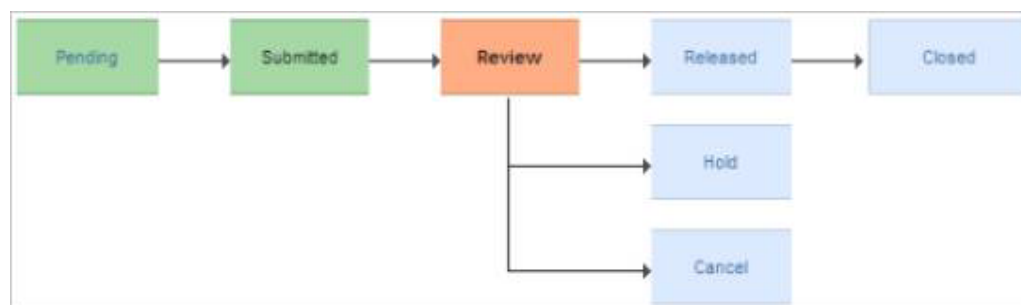 Pending
Submitted
Review
Released
Closed
Hold
Cancel